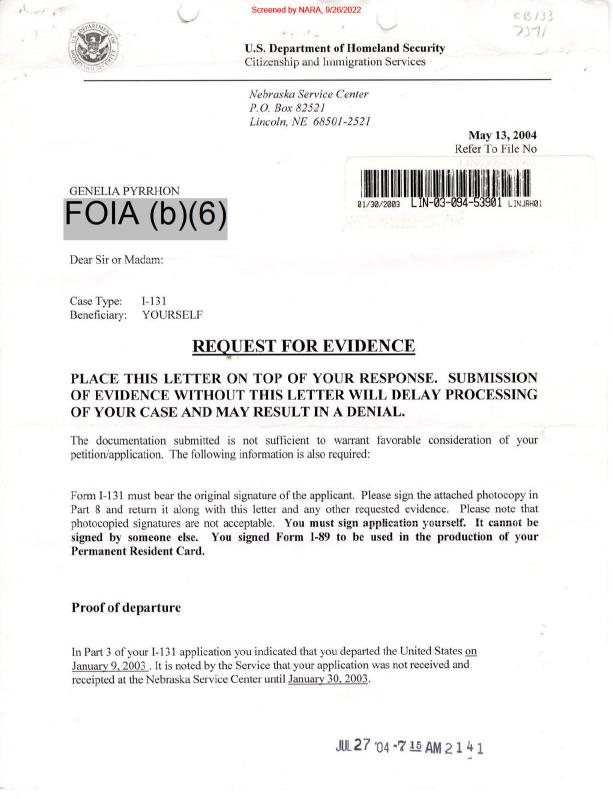 Screened by NARA, 9/26/2022
CB133
7371
U.S. Department of Homeland Security
Citizenship and Immigration Services
Nebraska Service Center
P.O. Box 82521
Lincoln, NE 68501-2521
May 13, 2004
Refer To File No
01/30/2003 LIN-03-094-53901 LINJRH01
GENELIA PYRRHON
FOIA (b)(6)
Dear Sir or Madam:
Case Type: I-131
Beneficiary: YOURSELF
REQUEST FOR EVIDENCE
PLACE THIS LETTER ON TOP OF YOUR RESPONSE. SUBMISSION
OF EVIDENCE WITHOUT THIS LETTER WILL DELAY PROCESSING
OF YOUR CASE AND MAY RESULT IN A DENIAL.
The documentation submitted is not sufficient to warrant favorable consideration of your
petition/application. The following information is also required:
Form I-131 must bear the original signature of the applicant. Please sign the attached photocopy in
Part 8 and return it along with this letter and any other requested evidence. Please note that
photocopied signatures are not acceptable. You must sign application yourself. It cannot be
signed by someone else. You signed Form I-89 to be used in the production of your
Permanent Resident Card.
Proof of departure
In Part 3 of your I-131 application you indicated that you departed the United States on
January 9, 2003 . It is noted by the Service that your application was not received and
receipted at the Nebraska Service Center until January 30, 2003.
JUL 27 '04 -7 15 AM 2 1 4 1